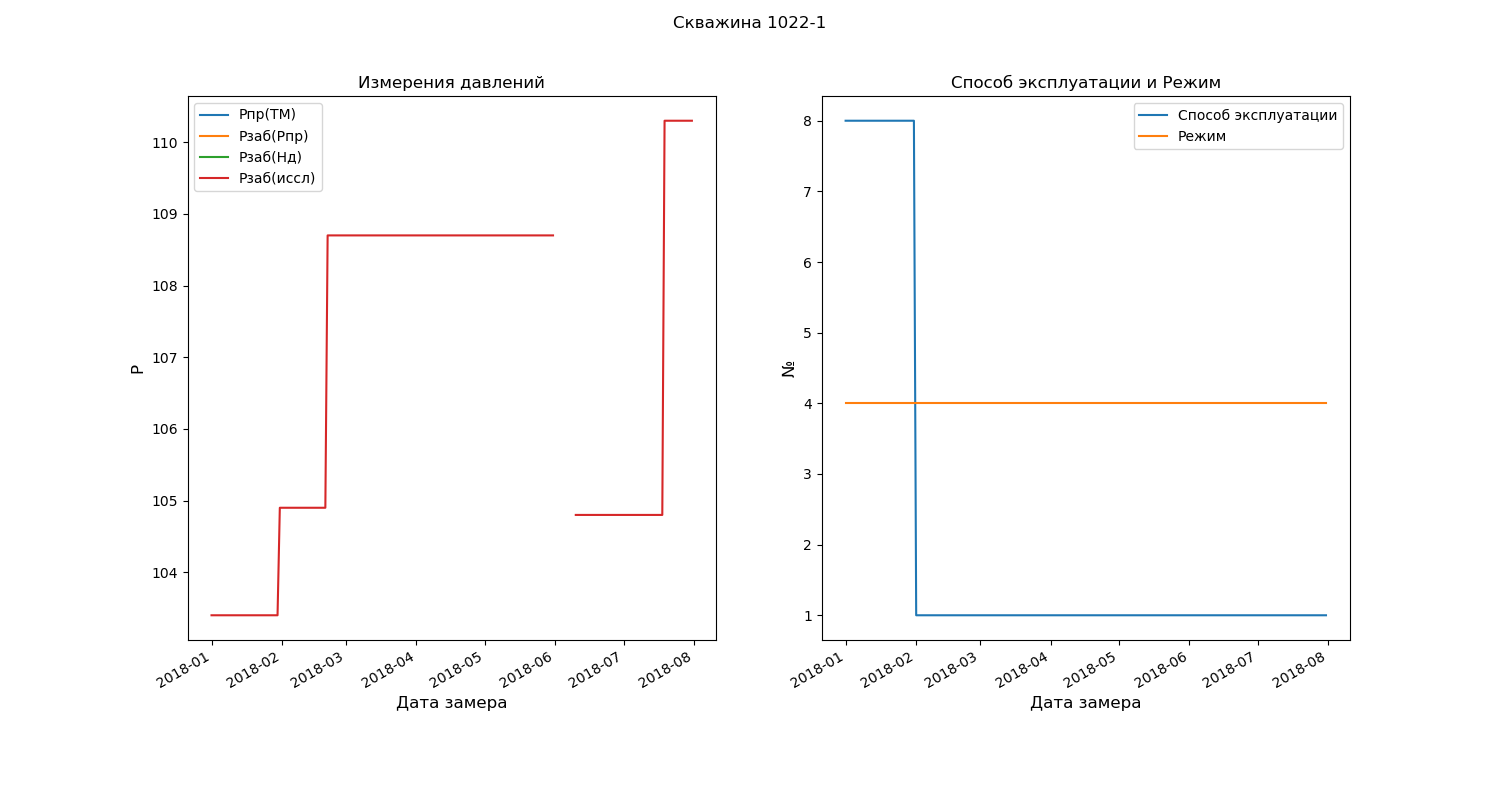 Скважина 1022-1
Измерения давлений
Рпр(ТМ)
Рзаб(Рпр)
Рзаб(Нд)
Рзаб(иссл)
110
109
108
107
106
105
104
Р
2018-01
2018-02
2018-03
2018-04
2018-05
2018-06
2018-07
2018-08
Дата замера
Способ эксплуатации и Режим
Способ эксплуатации
Режим
8
7
6
5
4
3
2
1
№
2018-01
2018-02
2018-03
2018-04
2018-05
2018-06
2018-07
2018-08
Дата замера